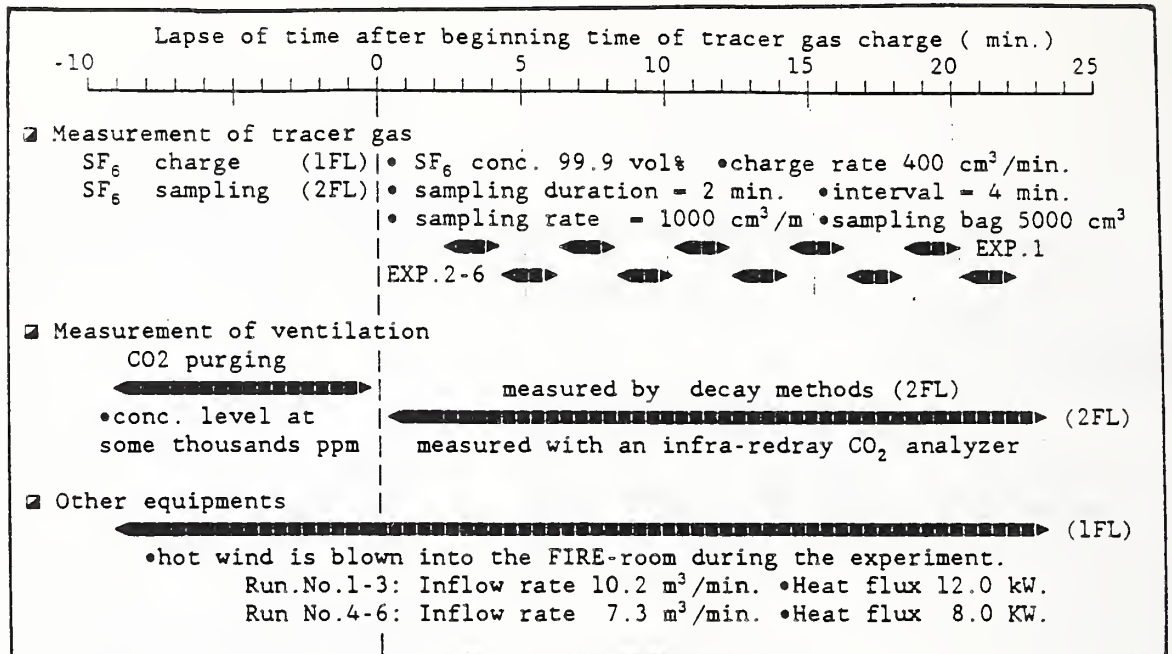 Lapse of time after beginning time of tracer gas charge ( min.)
-10 0 5 10 15 20 25
Measurement of tracer gas
SF₆ charge (1FL) • SF₆ conc. 99.9 vol% •charge rate 400 cm³/min.
SF₆ sampling (2FL) • sampling duration = 2 min. •interval = 4 min.
• sampling rate = 1000 cm³/m •sampling bag 5000 cm³
EXP.1
EXP.2-6
Measurement of ventilation
CO2 purging
measured by decay methods (2FL)
•conc. level at (2FL)
some thousands ppm measured with an infra-redray CO₂ analyzer
Other equipments
(1FL)
•hot wind is blown into the FIRE-room during the experiment.
Run.No.1-3: Inflow rate 10.2 m³/min. •Heat flux 12.0 kW.
Run No.4-6: Inflow rate 7.3 m³/min. •Heat flux 8.0 KW.